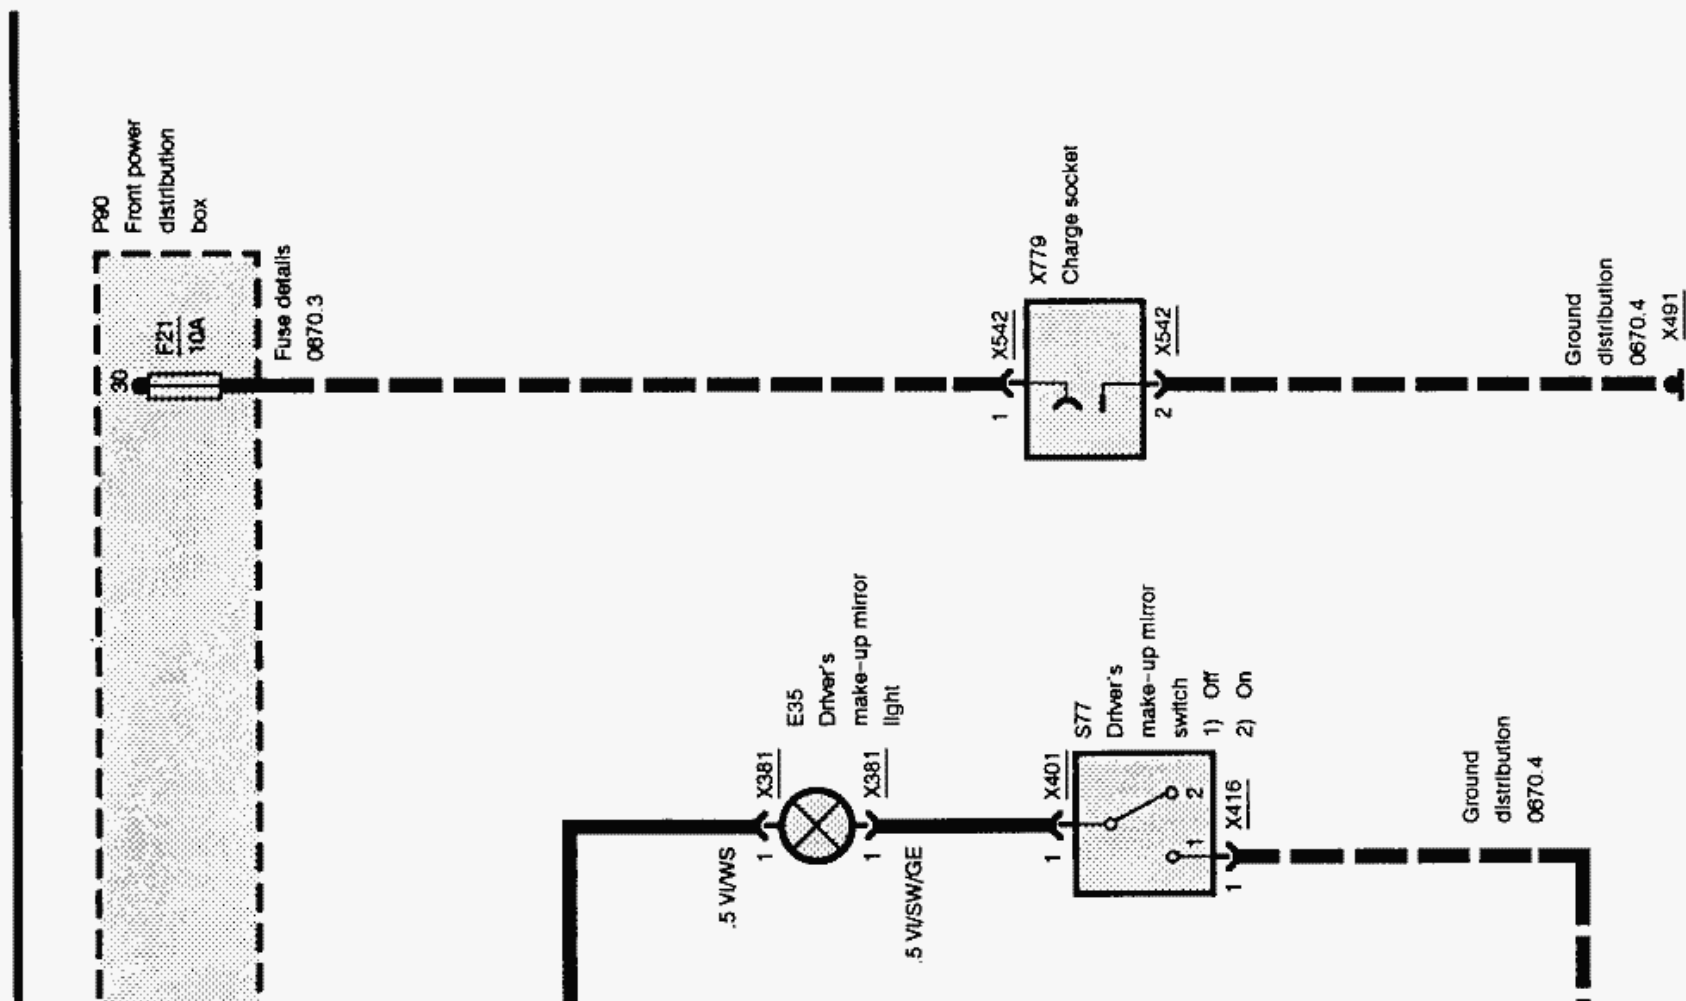 P90
Front power
distribution
box
30
F21
10A
Fuse details
0670.3
X542
1
X779
Charge socket
X542
2
Ground
distribution
0670.4
X491
.5 VI/WS
X381
1
E35
Driver's
make-up mirror
light
X381
1
.5 VI/SW/GE
X401
1
S77
Driver's
make-up mirror
switch
1) Off
2) On
2
1
X416
1
Ground
distribution
0670.4